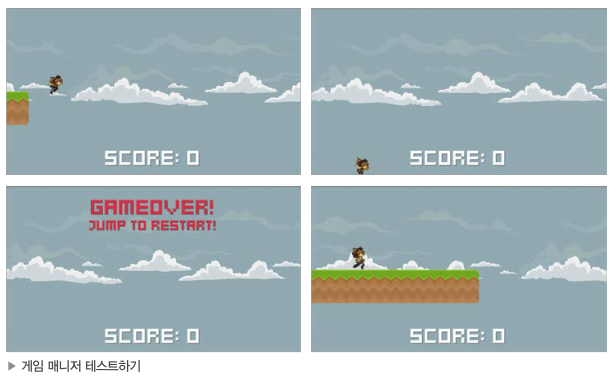 SCORE: 0
SCORE: 0
GAMEOVER!
JUMP TO RESTART!
SCORE: 0
SCORE: 0
▶ 게임 매니저 테스트하기